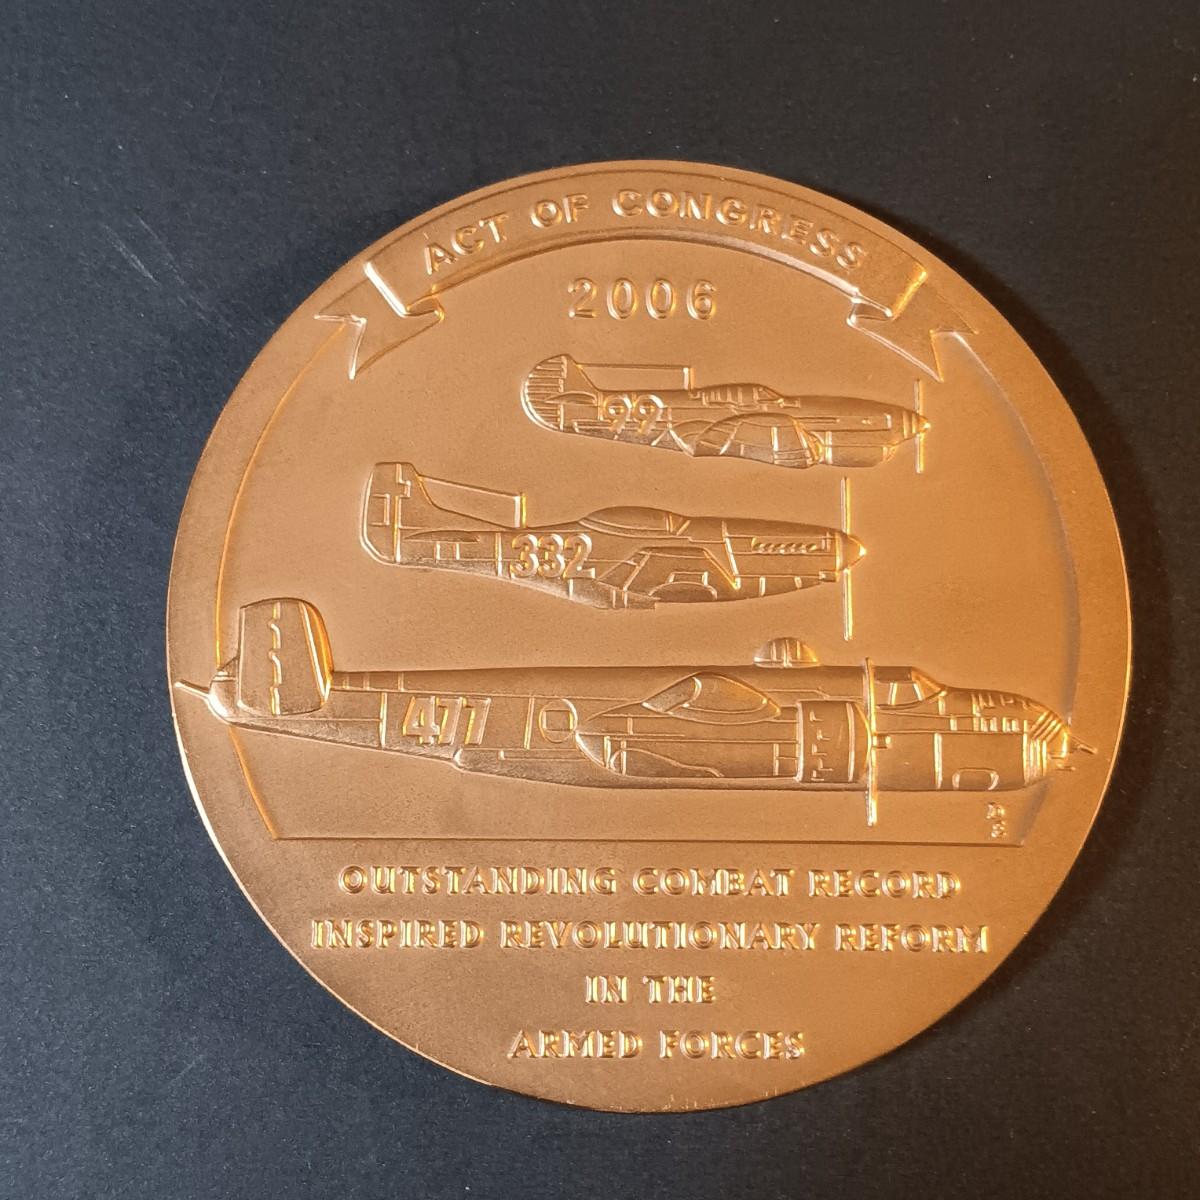 ACT OF CONGRESS
2006
99
332
477
D
E
OUTSTANDING COMBAT RECORD
INSPIRED REVOLUTIONARY REFORM
IN THE
ARMED FORCES